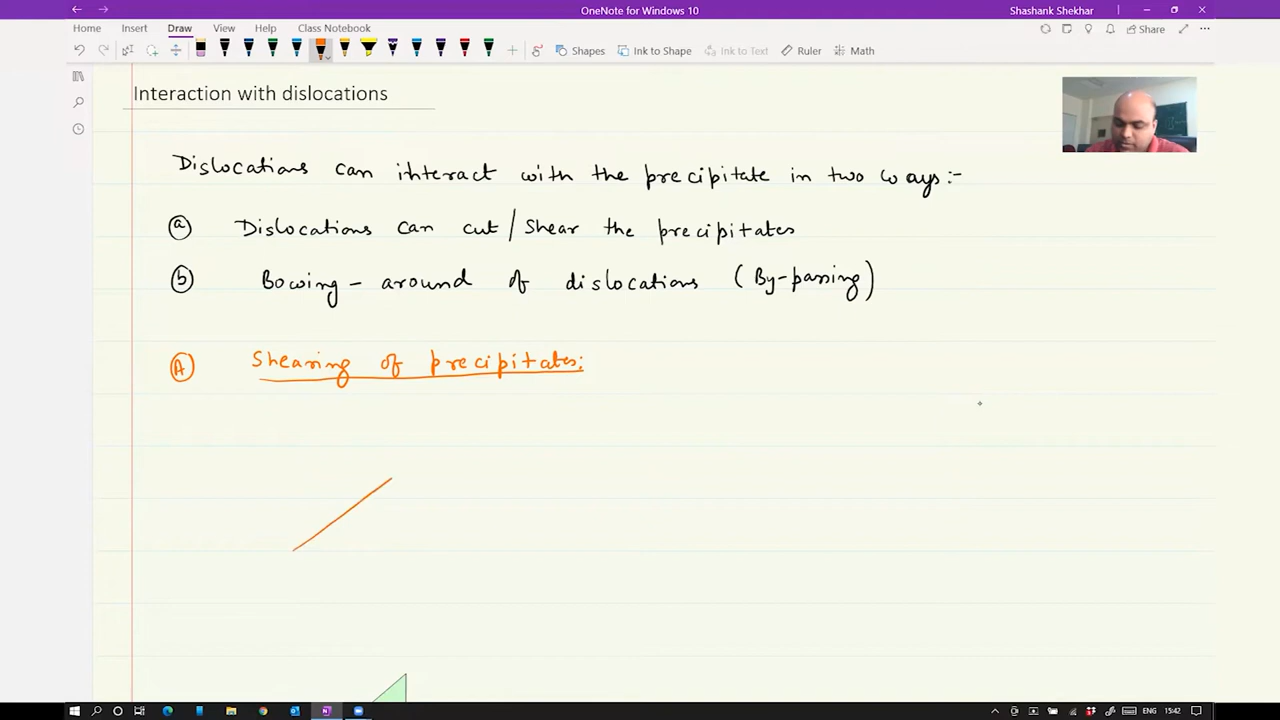 OneNote for Windows 10
Shashank Shekhar
Home Insert Draw View Help Class Notebook
Share
Shapes Ink to Shape Ink to Text Ruler Math
Interaction with dislocations
Dislocations can interact with the precipitate in two ways:-
(a) Dislocations can cut/shear the precipitates
(b) Bowing - around of dislocations (By-passing)
(A) Shearing of precipitates:
ENG 15:42